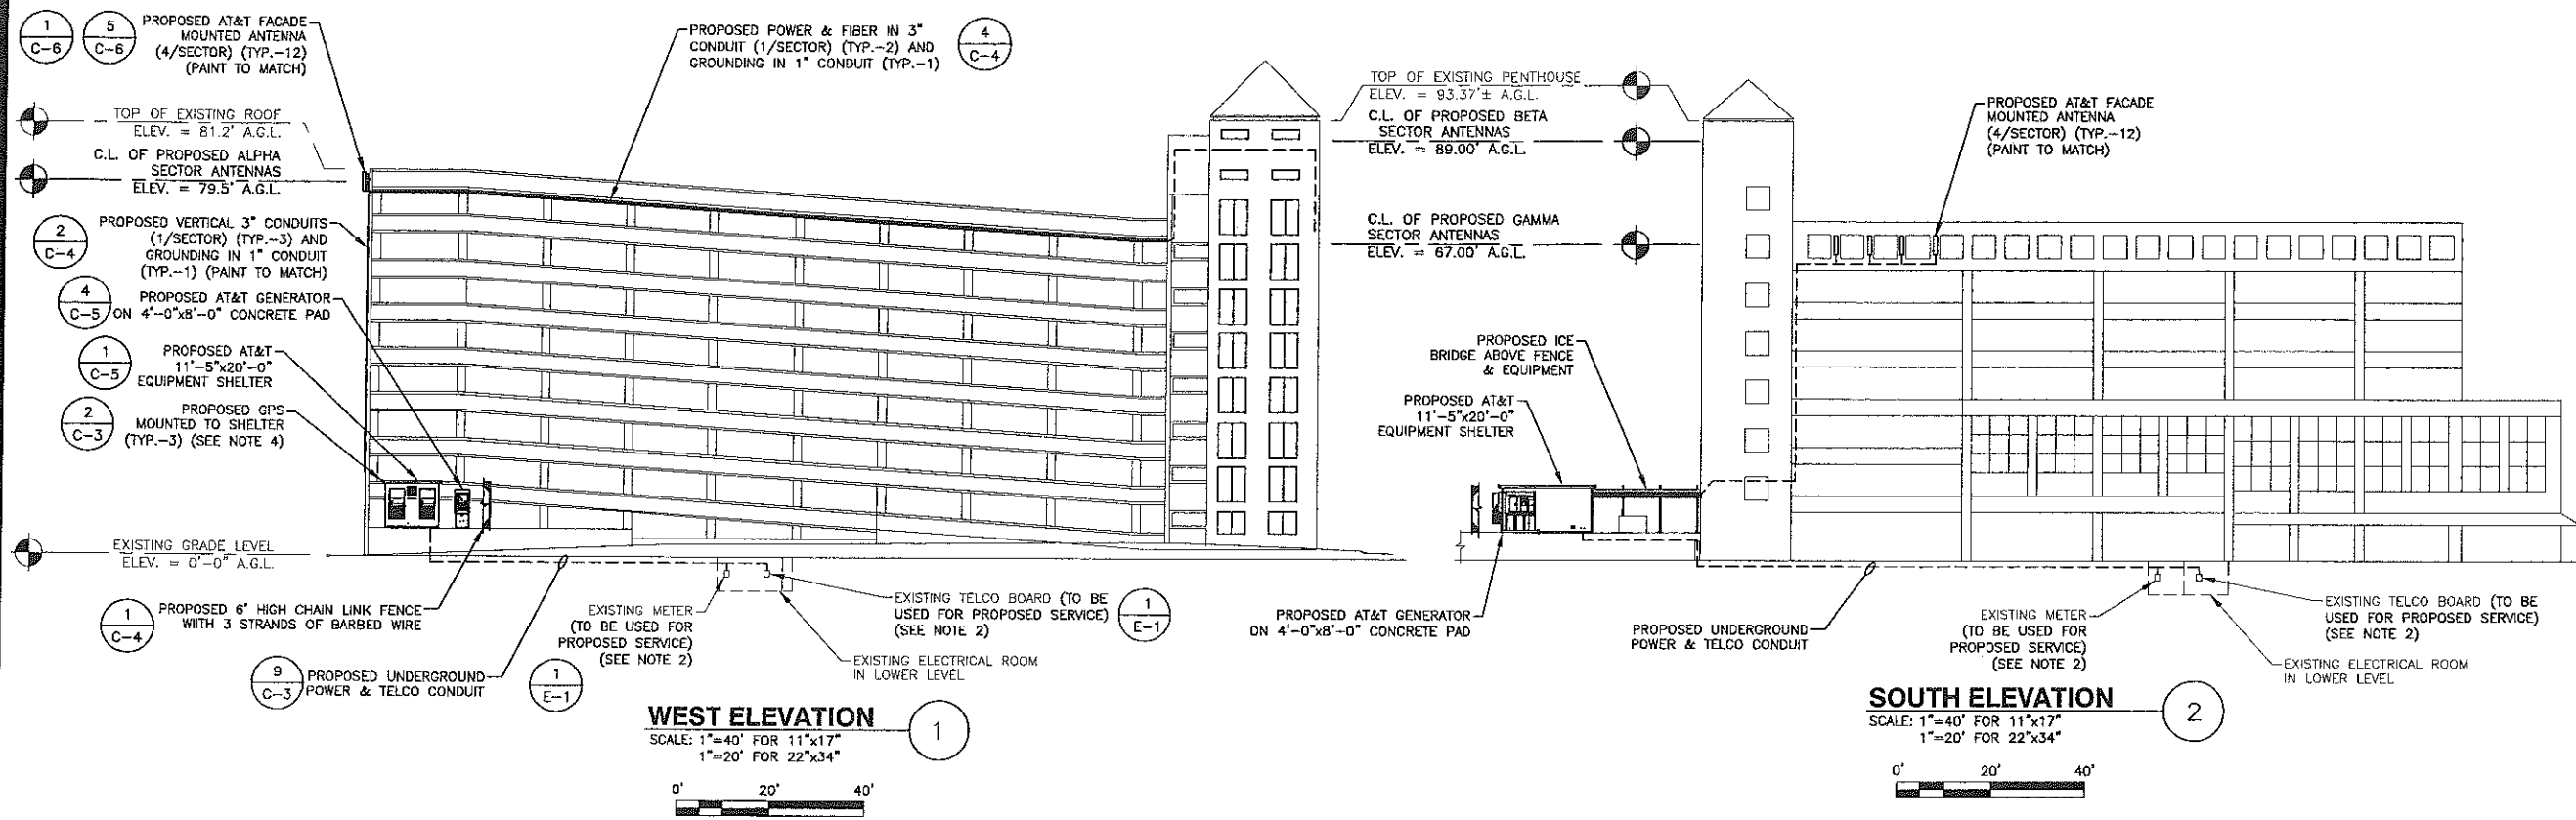 1
C-6
5
C-6
PROPOSED AT&T FACADE
MOUNTED ANTENNA
(4/SECTOR) (TYP.-12)
(PAINT TO MATCH)
PROPOSED POWER & FIBER IN 3"
CONDUIT (1/SECTOR) (TYP.-2) AND
GROUNDING IN 1" CONDUIT (TYP.-1)
4
C-4
TOP OF EXISTING ROOF
ELEV. = 81.2' A.G.L.
C.L. OF PROPOSED ALPHA
SECTOR ANTENNAS
ELEV. = 79.5' A.G.L.
2
C-4
PROPOSED VERTICAL 3" CONDUITS
(1/SECTOR) (TYP.-3) AND
GROUNDING IN 1" CONDUIT
(TYP.-1) (PAINT TO MATCH)
4
C-5
PROPOSED AT&T GENERATOR
ON 4'-0"x8'-0" CONCRETE PAD
1
C-5
PROPOSED AT&T
11'-5"x20'-0"
EQUIPMENT SHELTER
2
C-3
PROPOSED GPS
MOUNTED TO SHELTER
(TYP.-3) (SEE NOTE 4)
EXISTING GRADE LEVEL
ELEV. = 0'-0" A.G.L.
1
C-4
PROPOSED 6' HIGH CHAIN LINK FENCE
WITH 3 STRANDS OF BARBED WIRE
9
C-3
PROPOSED UNDERGROUND
POWER & TELCO CONDUIT
1
E-1
EXISTING METER
(TO BE USED FOR
PROPOSED SERVICE)
(SEE NOTE 2)
EXISTING TELCO BOARD (TO BE
USED FOR PROPOSED SERVICE)
(SEE NOTE 2)
1
E-1
EXISTING ELECTRICAL ROOM
IN LOWER LEVEL
WEST ELEVATION
1
SCALE: 1"=40' FOR 11"x17"
1"=20' FOR 22"x34"
0' 20' 40'
TOP OF EXISTING PENTHOUSE
ELEV. = 93.37'± A.G.L.
C.L. OF PROPOSED BETA
SECTOR ANTENNAS
ELEV. = 89.00' A.G.L.
C.L. OF PROPOSED GAMMA
SECTOR ANTENNAS
ELEV. = 67.00' A.G.L.
PROPOSED AT&T FACADE
MOUNTED ANTENNA
(4/SECTOR) (TYP.-12)
(PAINT TO MATCH)
PROPOSED ICE
BRIDGE ABOVE FENCE
& EQUIPMENT
PROPOSED AT&T
11'-5"x20'-0"
EQUIPMENT SHELTER
PROPOSED AT&T GENERATOR
ON 4'-0"x8'-0" CONCRETE PAD
PROPOSED UNDERGROUND
POWER & TELCO CONDUIT
EXISTING METER
(TO BE USED FOR
PROPOSED SERVICE)
(SEE NOTE 2)
EXISTING TELCO BOARD (TO BE
USED FOR PROPOSED SERVICE)
(SEE NOTE 2)
EXISTING ELECTRICAL ROOM
IN LOWER LEVEL
SOUTH ELEVATION
2
SCALE: 1"=40' FOR 11"x17"
1"=20' FOR 22"x34"
0' 20' 40'